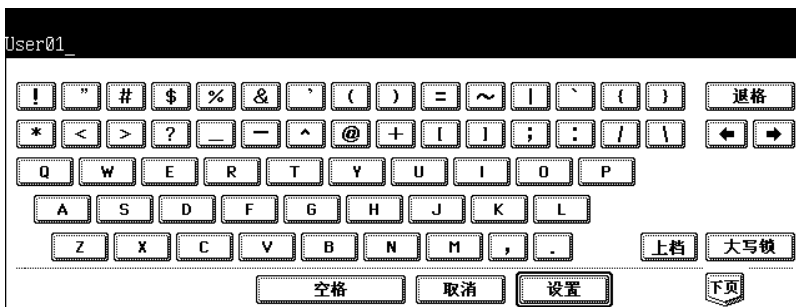 User01_
! " # $ % & ' ( ) = ~ | ` { } 退格
* < > ? _ - ^ @ + [ ] ; : / \ ← →
Q W E R T Y U I O P
A S D F G H J K L
Z X C V B N M , . 上档 大写锁
空格 取消 设置 下页